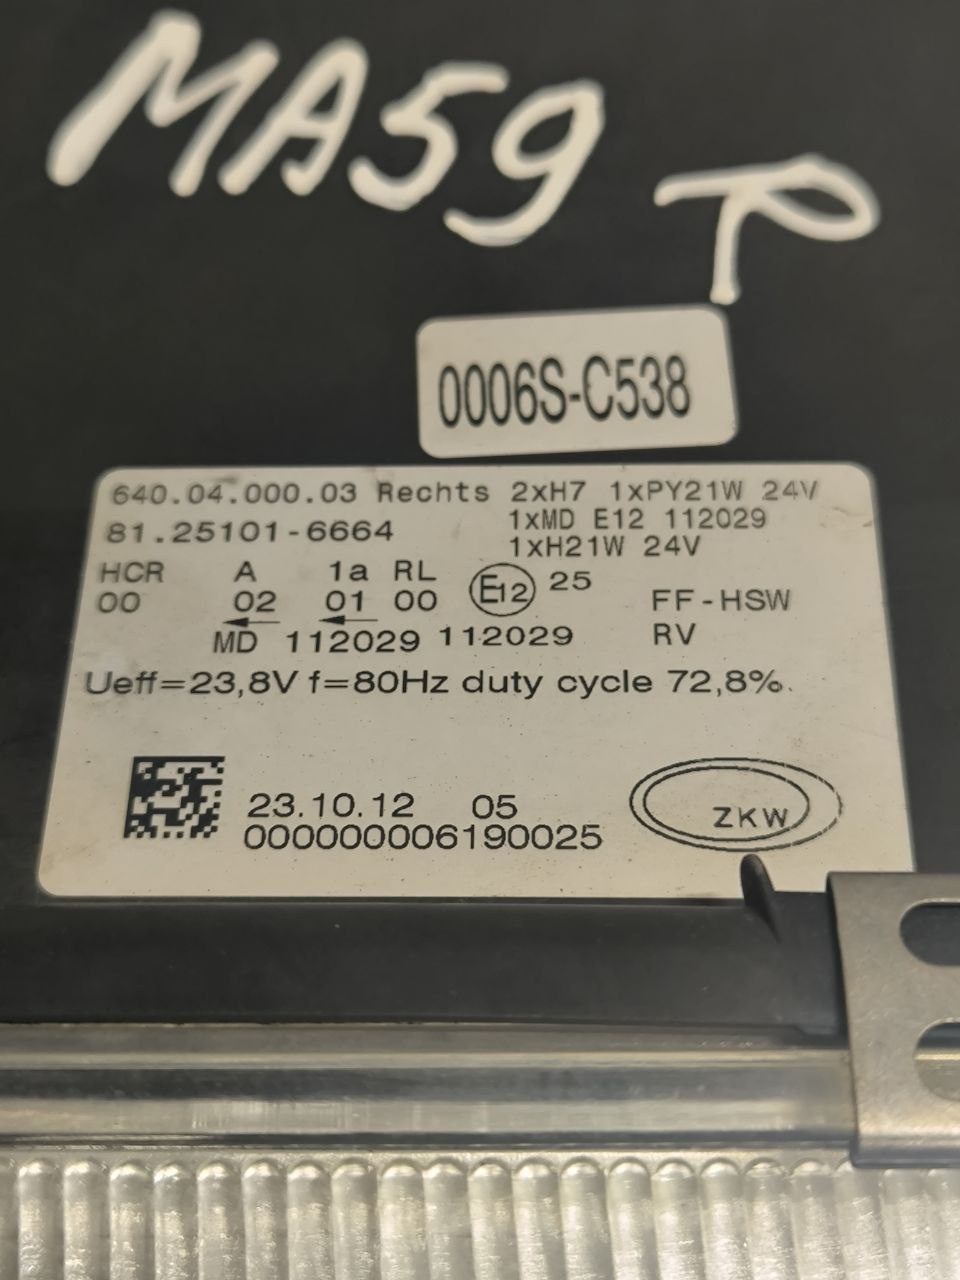 MA59
P
0006S-C538
640.04.000.03 Rechts 2xH7 1xPY21W 24V
81.25101-6664 1xMD E12 112029
1xH21W 24V
HCR A 1a RL E12 25
00 02 01 00 FF-HSW
MD 112029 112029 RV
Ueff=23,8V f=80Hz duty cycle 72,8%.
23.10.12 05
000000006190025
ZKW